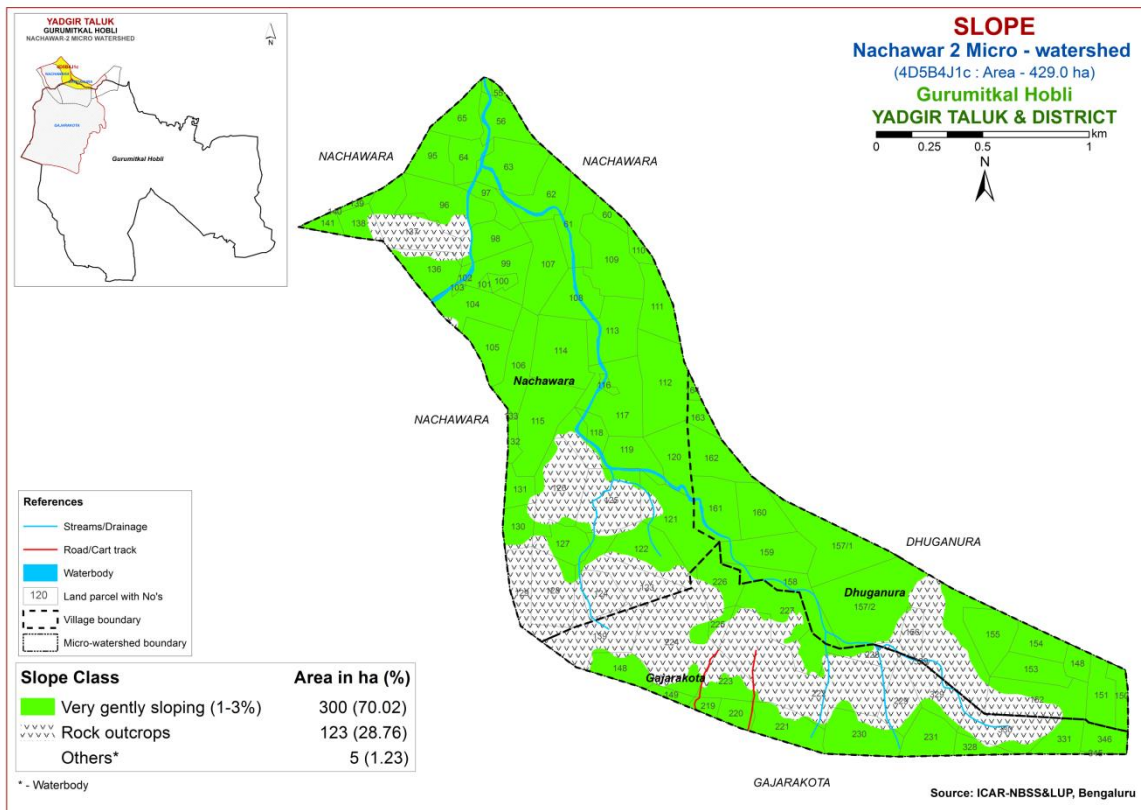 YADGIR TALUK
GURUMITKAL HOBLI
NACHAWAR-2 MICRO WATERSHED
N
NACHAWARA
GAJARAKOTA
Gurumitkal Hobli
SLOPE
Nachawar 2 Micro - watershed
(4D5B4J1c : Area - 429.0 ha)
Gurumitkal Hobli
YADGIR TALUK & DISTRICT
km
0 0.25 0.5 1
N
55
65 56
NACHAWARA 95 64 63 NACHAWARA
97 62
139 96 61 60
141 138
137 98 110
136 99 107 109
102 101 100
103 104 108 111
113
105 114
106 112
Nachawara 116
NACHAWARA 115 117 163
118
119 120 162
131 161 160
130 121
127 122 159 157/1 DHUGANURA
226 158 Dhuganura
227 157/2
155 154
148 153 148
Gajarakota 223 151
149 219 220 221 230 231 328 331 346
GAJARAKOTA
References
Streams/Drainage
Road/Cart track
Waterbody
120 Land parcel with No's
Village boundary
Micro-watershed boundary
Slope Class Area in ha (%)
Very gently sloping (1-3%) 300 (70.02)
Rock outcrops 123 (28.76)
Others* 5 (1.23)
* - Waterbody
Source: ICAR-NBSS&LUP, Bengaluru